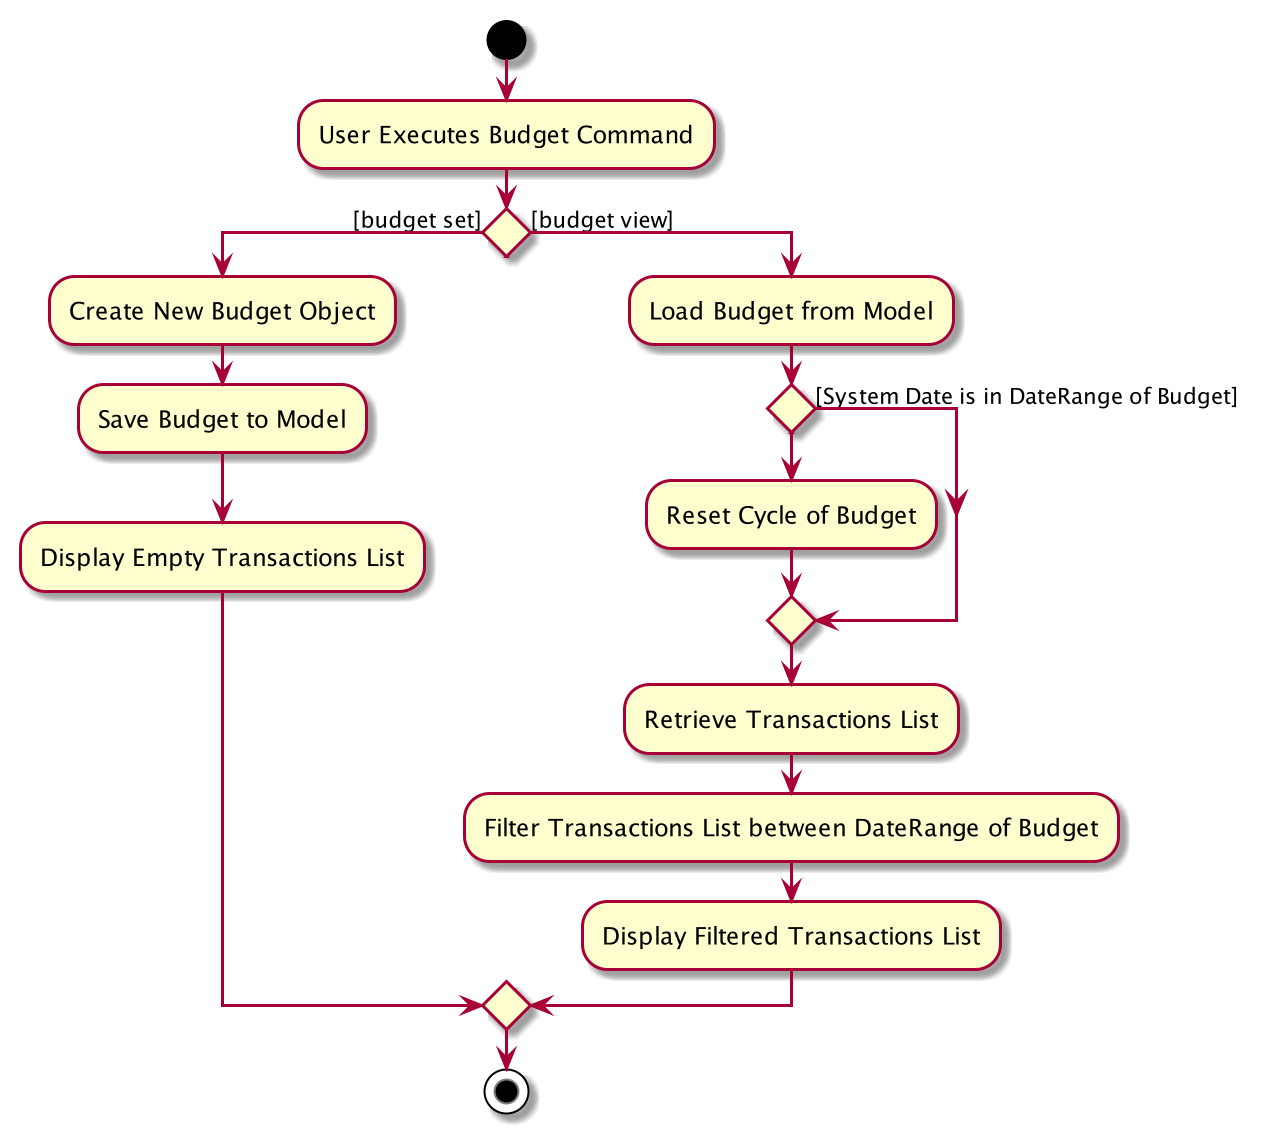 User Executes Budget Command
[budget set]
[budget view]
Create New Budget Object
Load Budget from Model
Save Budget to Model
[System Date is in DateRange of Budget]
Reset Cycle of Budget
Display Empty Transactions List
Retrieve Transactions List
Filter Transactions List between DateRange of Budget
Display Filtered Transactions List